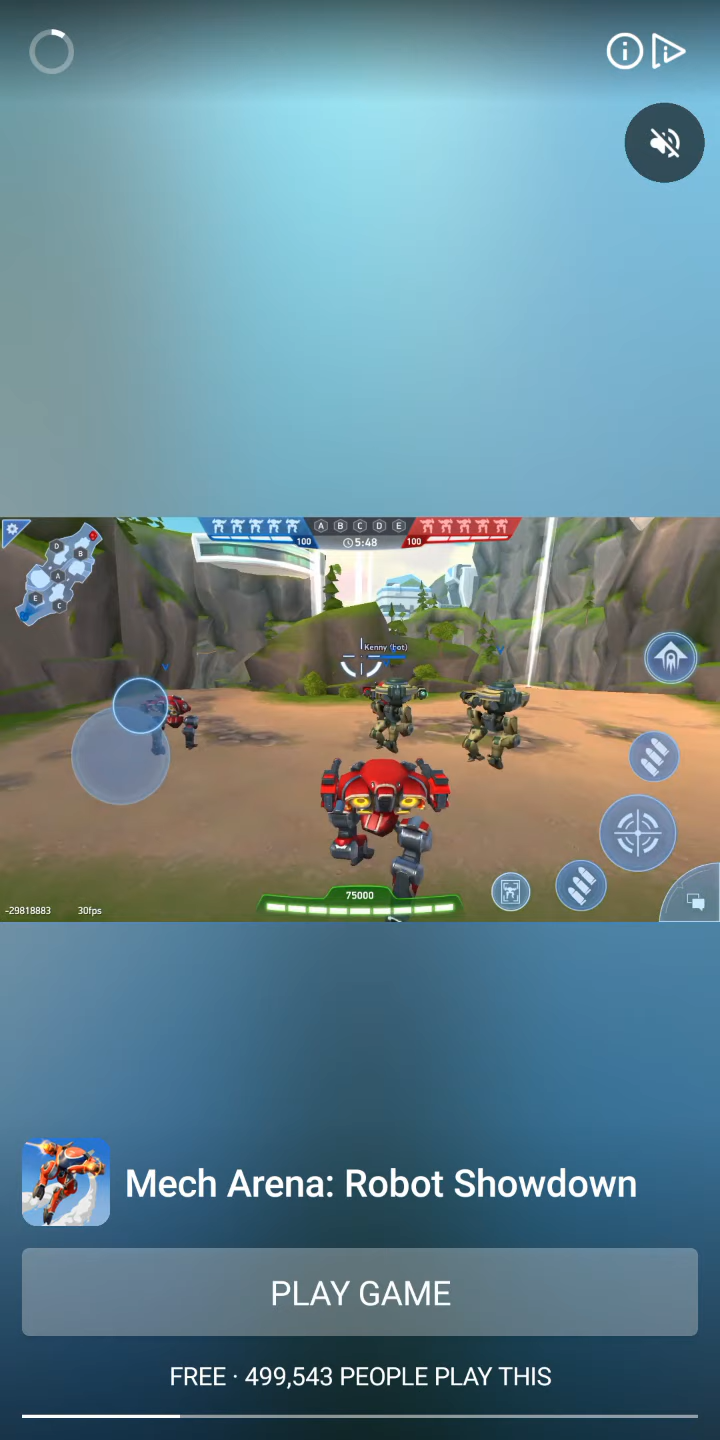 A B C D E
100 5:48 100
D
B
A
E
C
Kenny (bot)
75000
-29818883 30fps
Mech Arena: Robot Showdown
PLAY GAME
FREE · 499,543 PEOPLE PLAY THIS